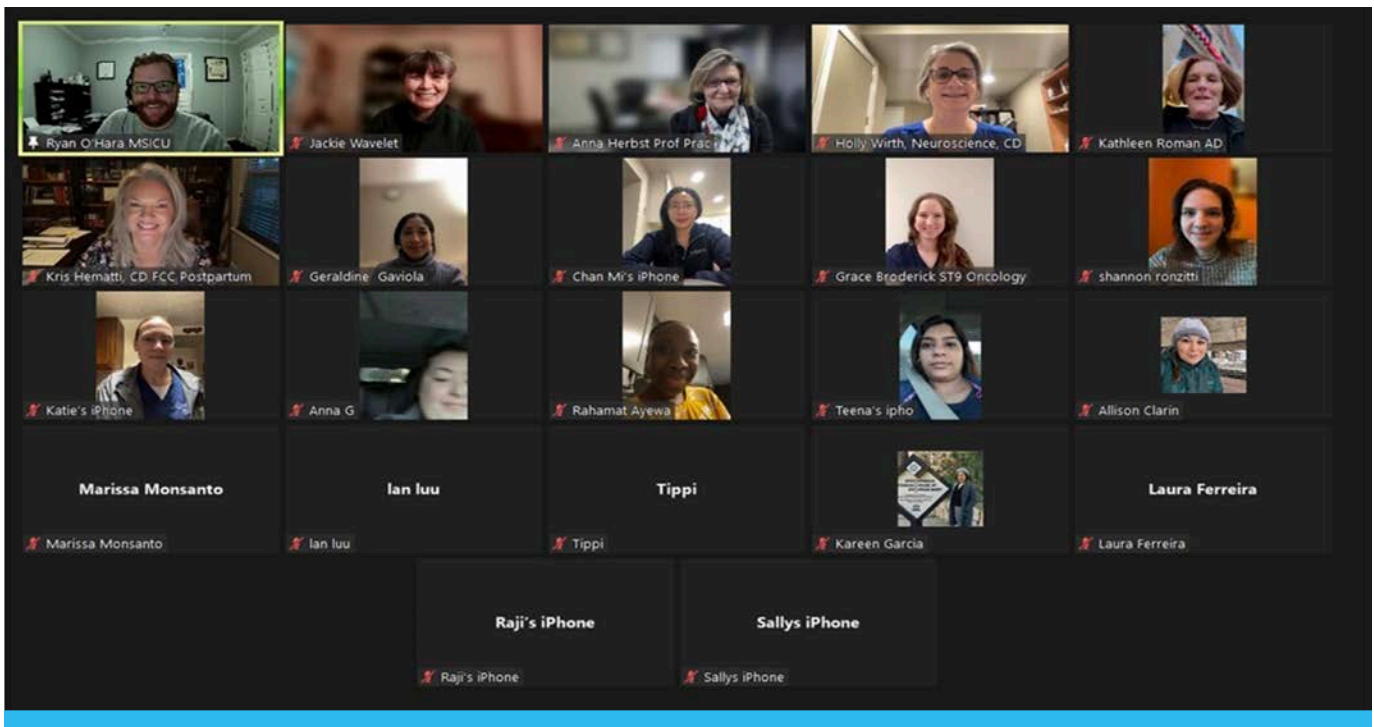 Ryan O'Hara MSICU
Jackie Wavelet
Anna Herbst Prof Prac
Holly Wirth, Neuroscience, CD
Kathleen Roman AD
Kris Hematti, CD FCC Postpartum
Geraldine Gaviola
Chan Mi's iPhone
Grace Broderick ST9 Oncology
shannon ronzitti
Katie's iPhone
Anna G
Rahamat Ayewa
Teena's ipho
Allison Clarin
Marissa Monsanto
lan luu
Tippi
Laura Ferreira
Marissa Monsanto
lan luu
Tippi
Kareen Garcia
Laura Ferreira
Raji's iPhone
Sallys iPhone
Raji's iPhone
Sallys iPhone